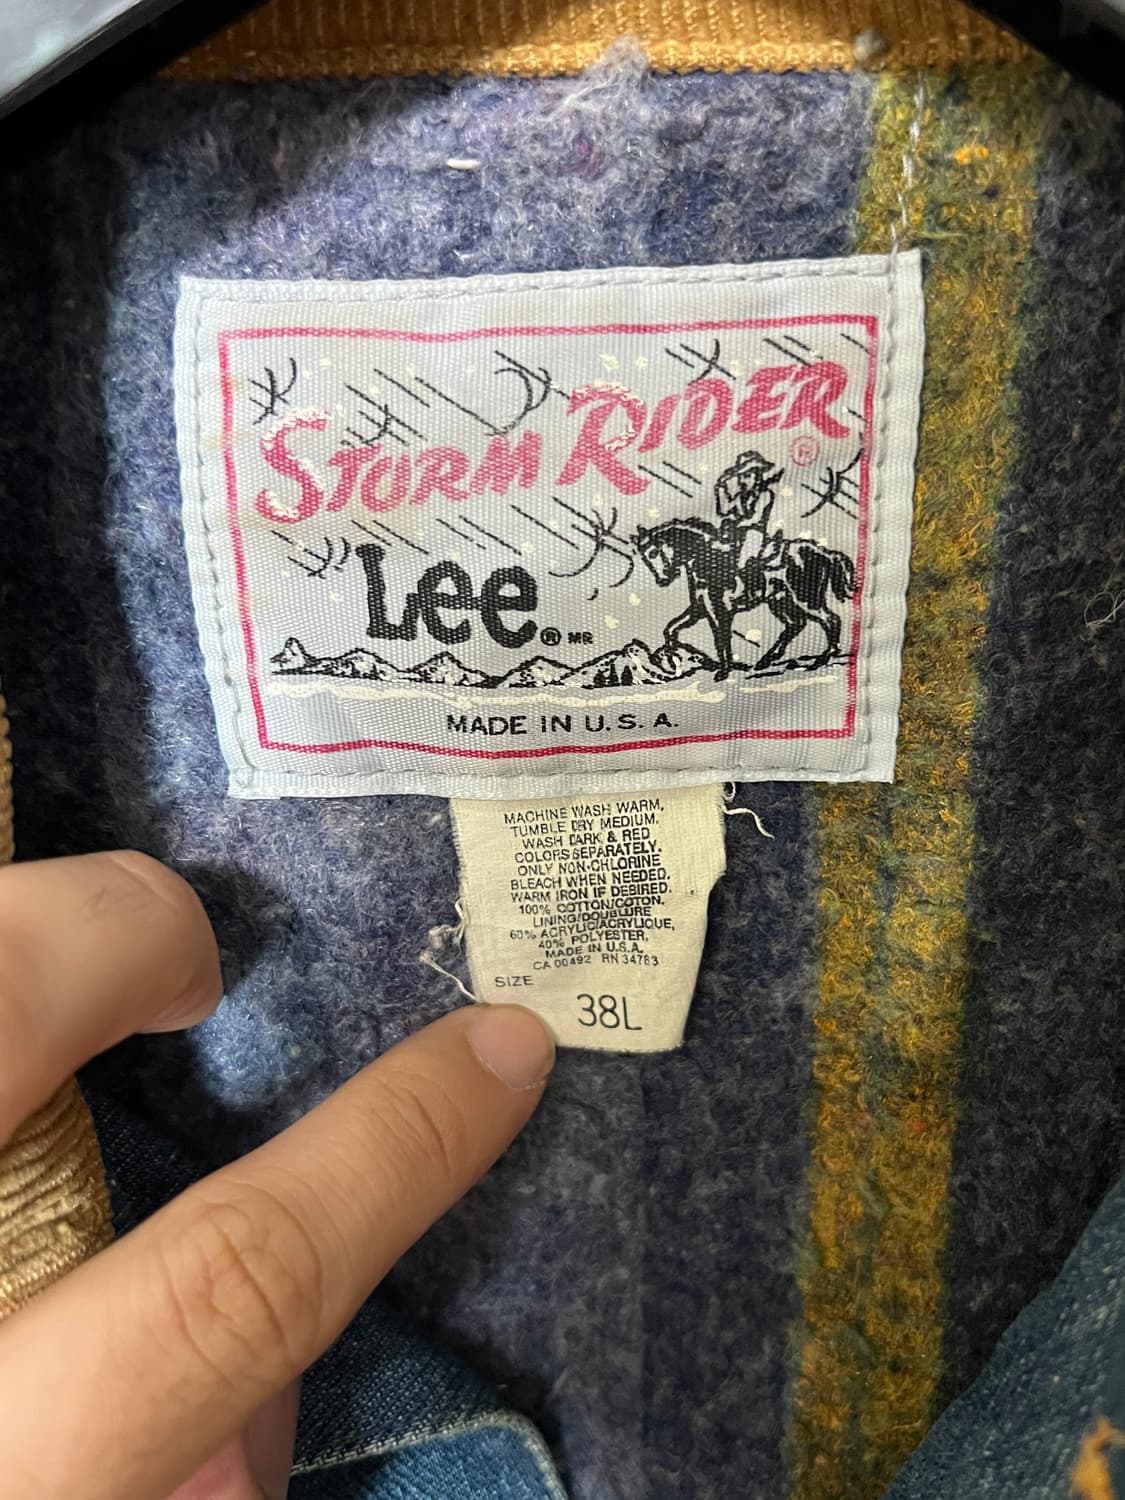 STORM RIDER®
Lee® MR
MADE IN U.S.A.
MACHINE WASH WARM,
TUMBLE DRY MEDIUM.
WASH DARK & RED
COLORS SEPARATELY.
ONLY NON-CHLORINE
BLEACH WHEN NEEDED.
WARM IRON IF DESIRED.
100% COTTON/COTON.
LINING/DOUBLURE
60% ACRYLIC/ACRYLIQUE,
40% POLYESTER,
MADE IN U.S.A.
CA 00492 RN 34783
SIZE
38L